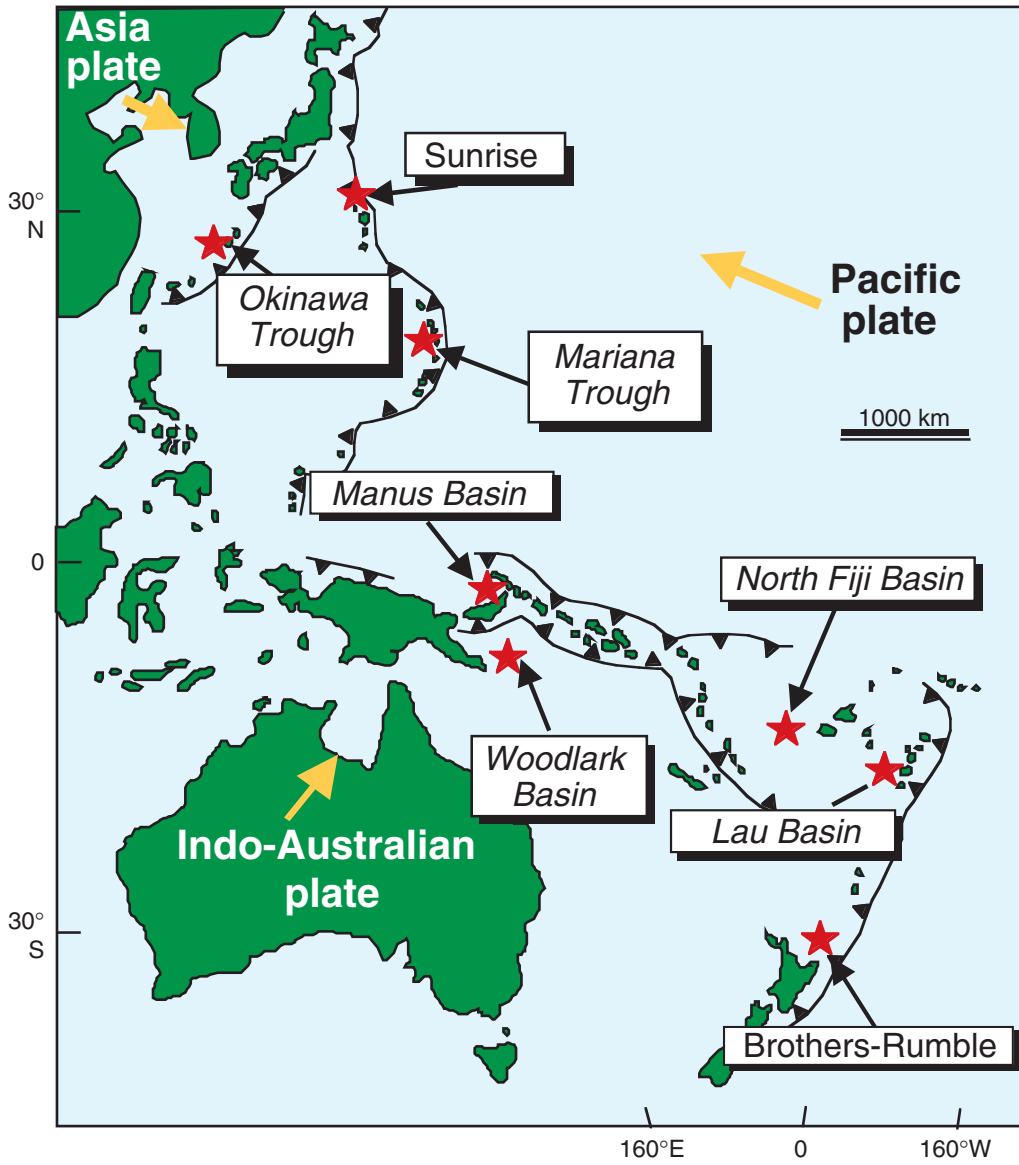 Asia
plate
Sunrise
30°
N
Okinawa
Trough
Pacific
plate
Mariana
Trough
1000 km
Manus Basin
0
North Fiji Basin
Woodlark
Basin
Lau Basin
Indo-Australian
plate
30°
S
Brothers-Rumble
160°E
0
160°W